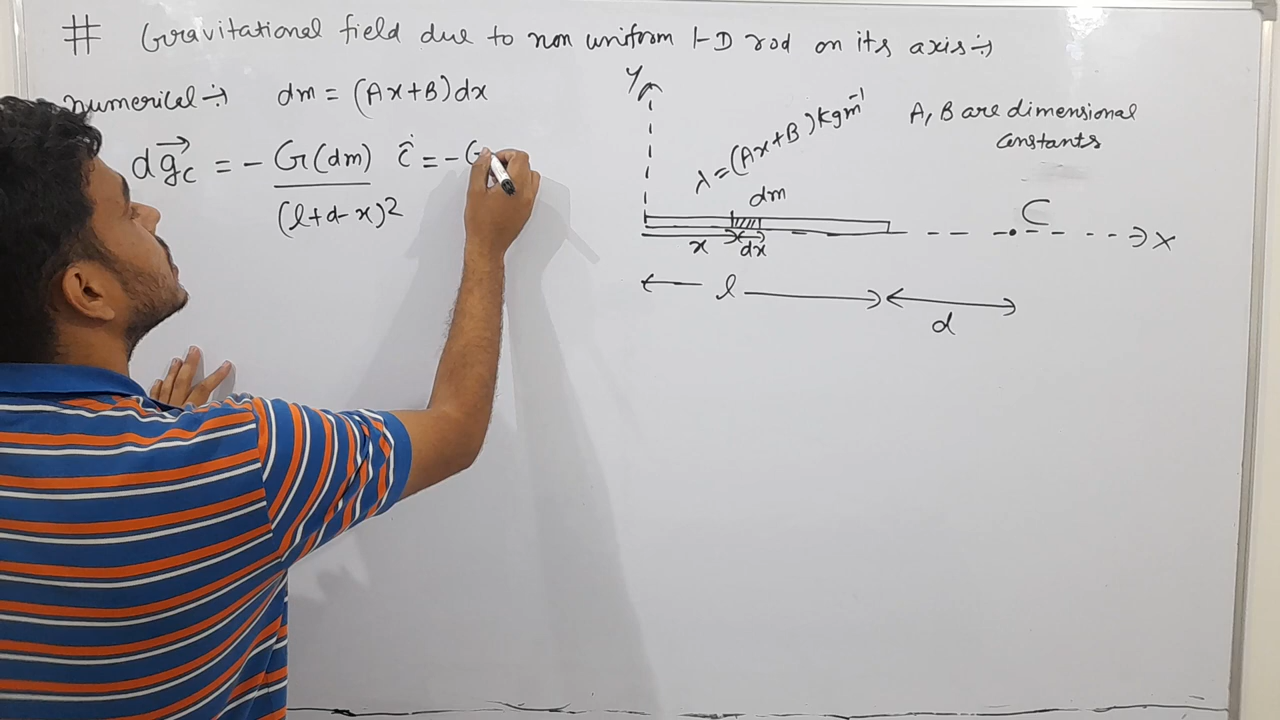 # Gravitational field due to non uniform 1-D rod on its axis÷)
numerical÷) dm = (Ax+B)dx
dg⃗c = - G(dm) / (l+d-x)² î = - G
y
λ = (Ax+B) kgm⁻¹
A, B are dimensional
constants
dm
C
x
x dx
l
d